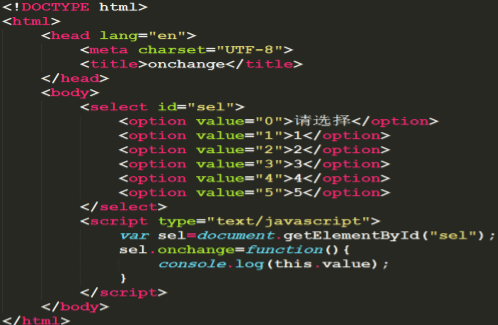 <!DOCTYPE html>
<html>
<head lang="en">
<meta charset="UTF-8">
<title>onchange</title>
</head>
<body>
<select id="sel">
<option value="0">请选择</option>
<option value="1">1</option>
<option value="2">2</option>
<option value="3">3</option>
<option value="4">4</option>
<option value="5">5</option>
</select>
<script type="text/javascript">
var sel=document.getElementById("sel");
sel.onchange=function(){
console.log(this.value);
}
</script>
</body>
</html>